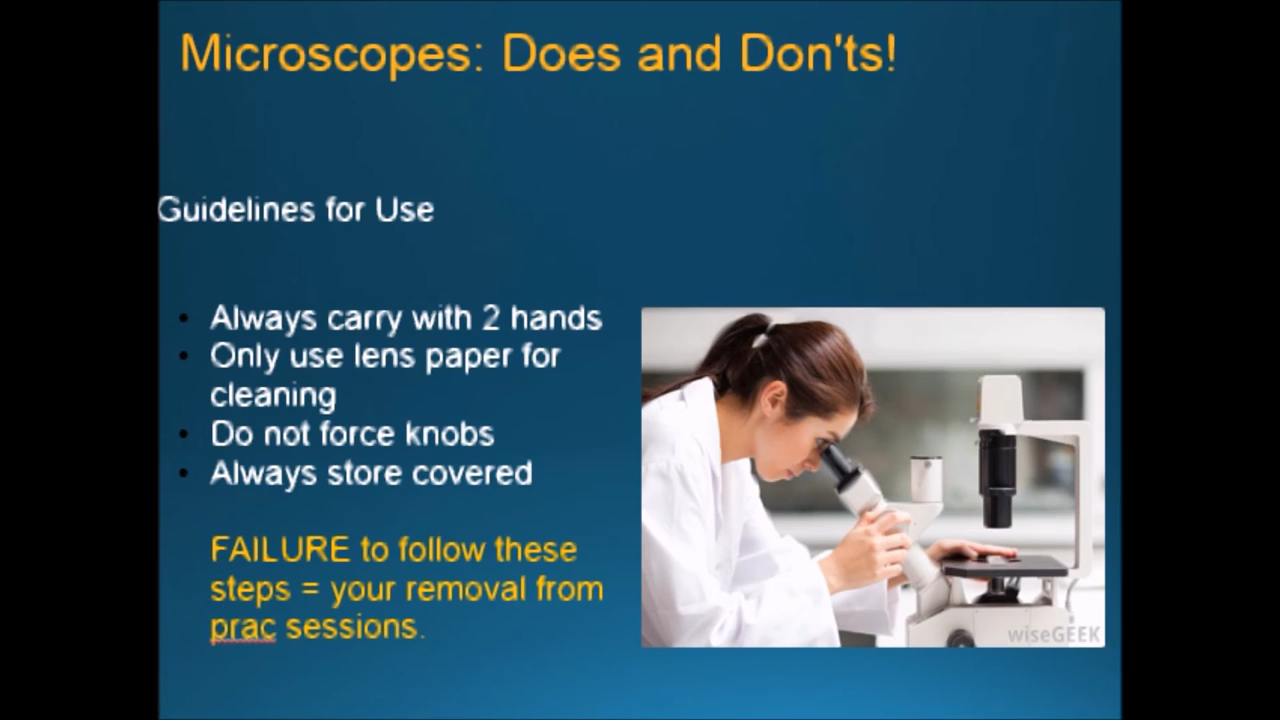 Microscopes: Does and Don'ts!
Guidelines for Use
• Always carry with 2 hands
• Only use lens paper for
cleaning
• Do not force knobs
• Always store covered
FAILURE to follow these
steps = your removal from
prac sessions.
wiseGEEK